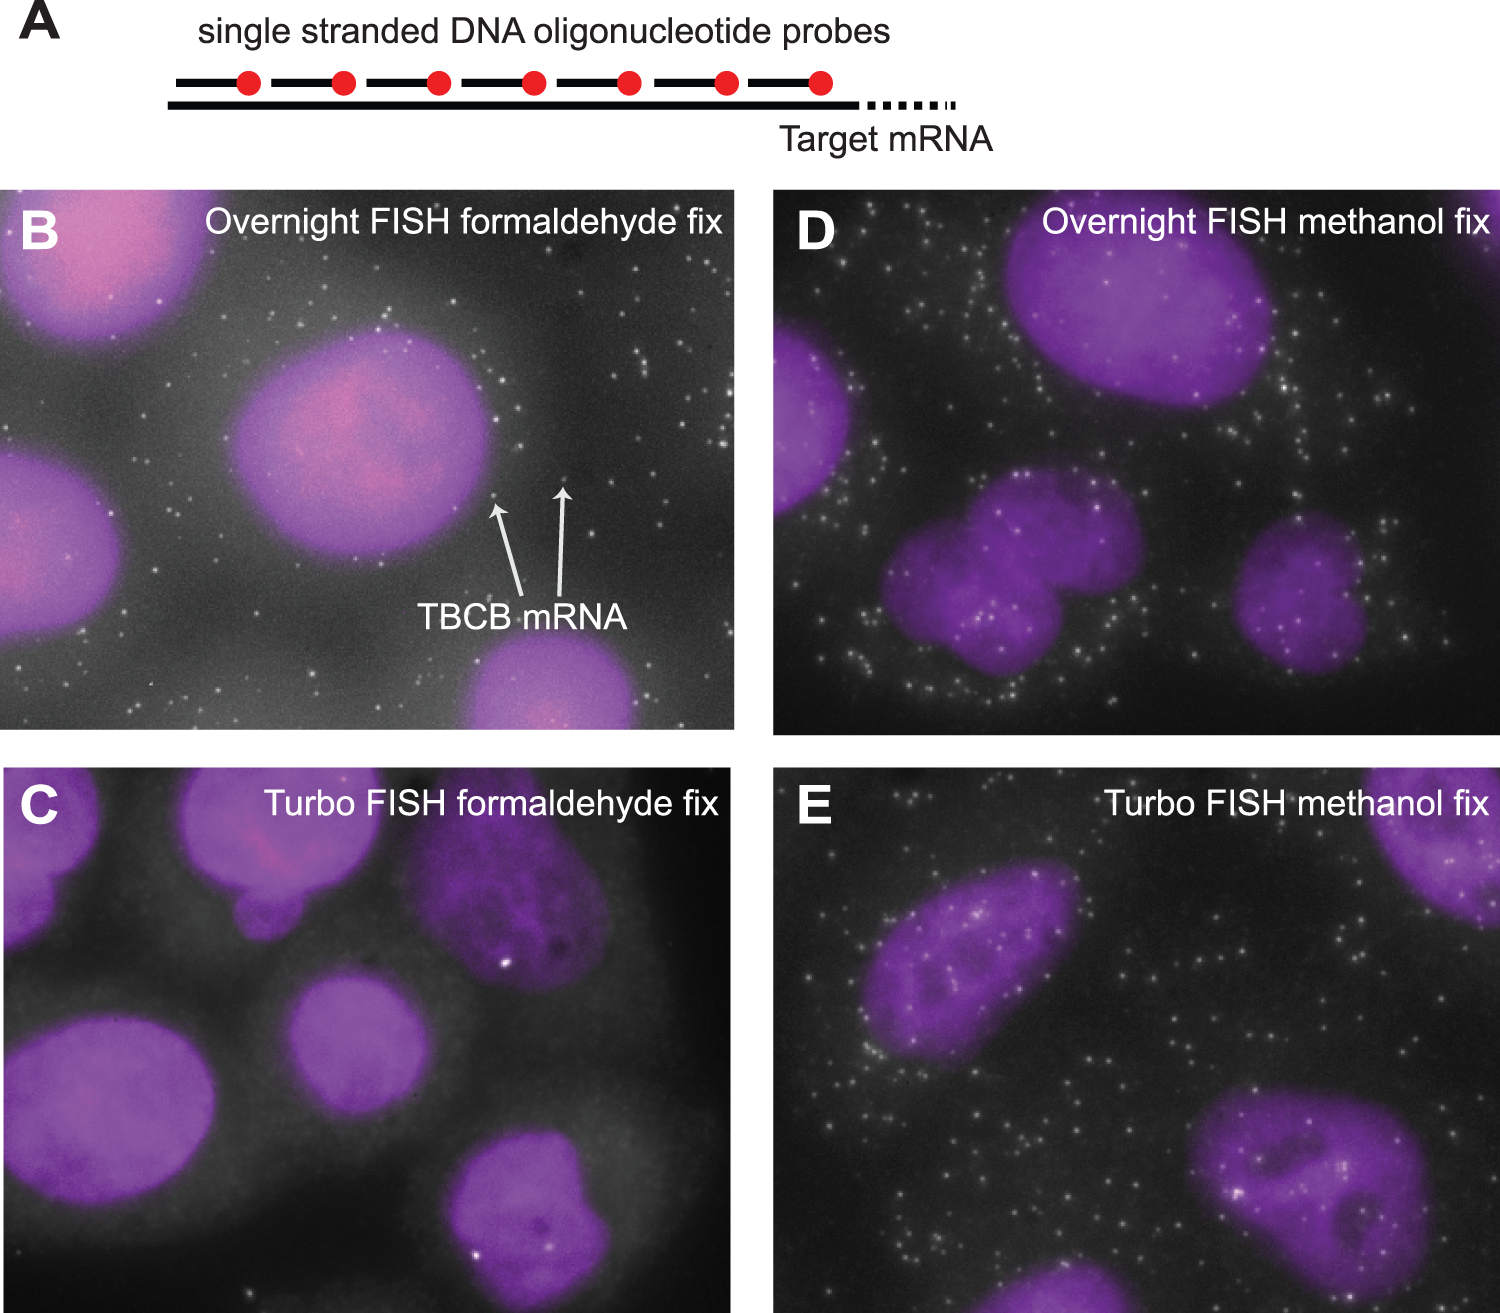 A
single stranded DNA oligonucleotide probes
Target mRNA
B
Overnight FISH formaldehyde fix
TBCB mRNA
D
Overnight FISH methanol fix
C
Turbo FISH formaldehyde fix
E
Turbo FISH methanol fix